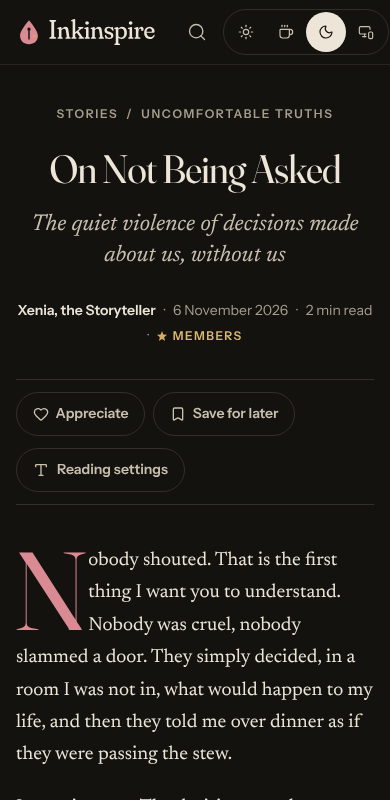 Inkinspire
STORIES / UNCOMFORTABLE TRUTHS
On Not Being Asked
The quiet violence of decisions made
about us, without us
Xenia, the Storyteller · 6 November 2026 · 2 min read
· ★ MEMBERS
Appreciate
Save for later
Reading settings
Nobody shouted. That is the first
thing I want you to understand.
Nobody was cruel, nobody
slammed a door. They simply decided, in a
room I was not in, what would happen to my
life, and then they told me over dinner as if
they were passing the stew.